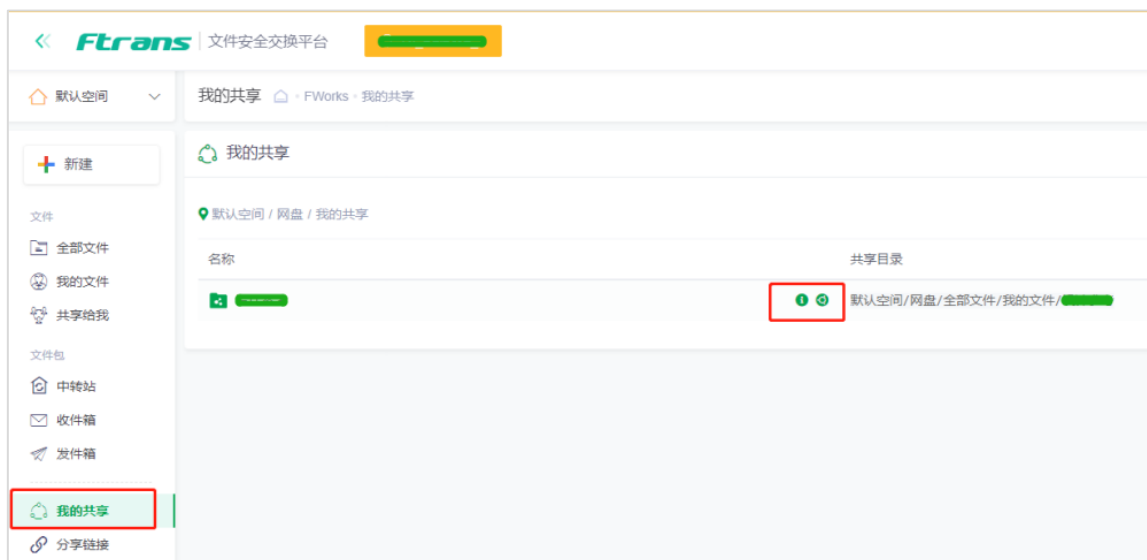 Ftrans 文件安全交换平台
默认空间
我的共享 FWorks 我的共享
新建
我的共享
文件
默认空间 / 网盘 / 我的共享
全部文件
名称 共享目录
我的文件
默认空间/网盘/全部文件/我的文件/
共享给我
文件包
中转站
收件箱
发件箱
我的共享
分享链接